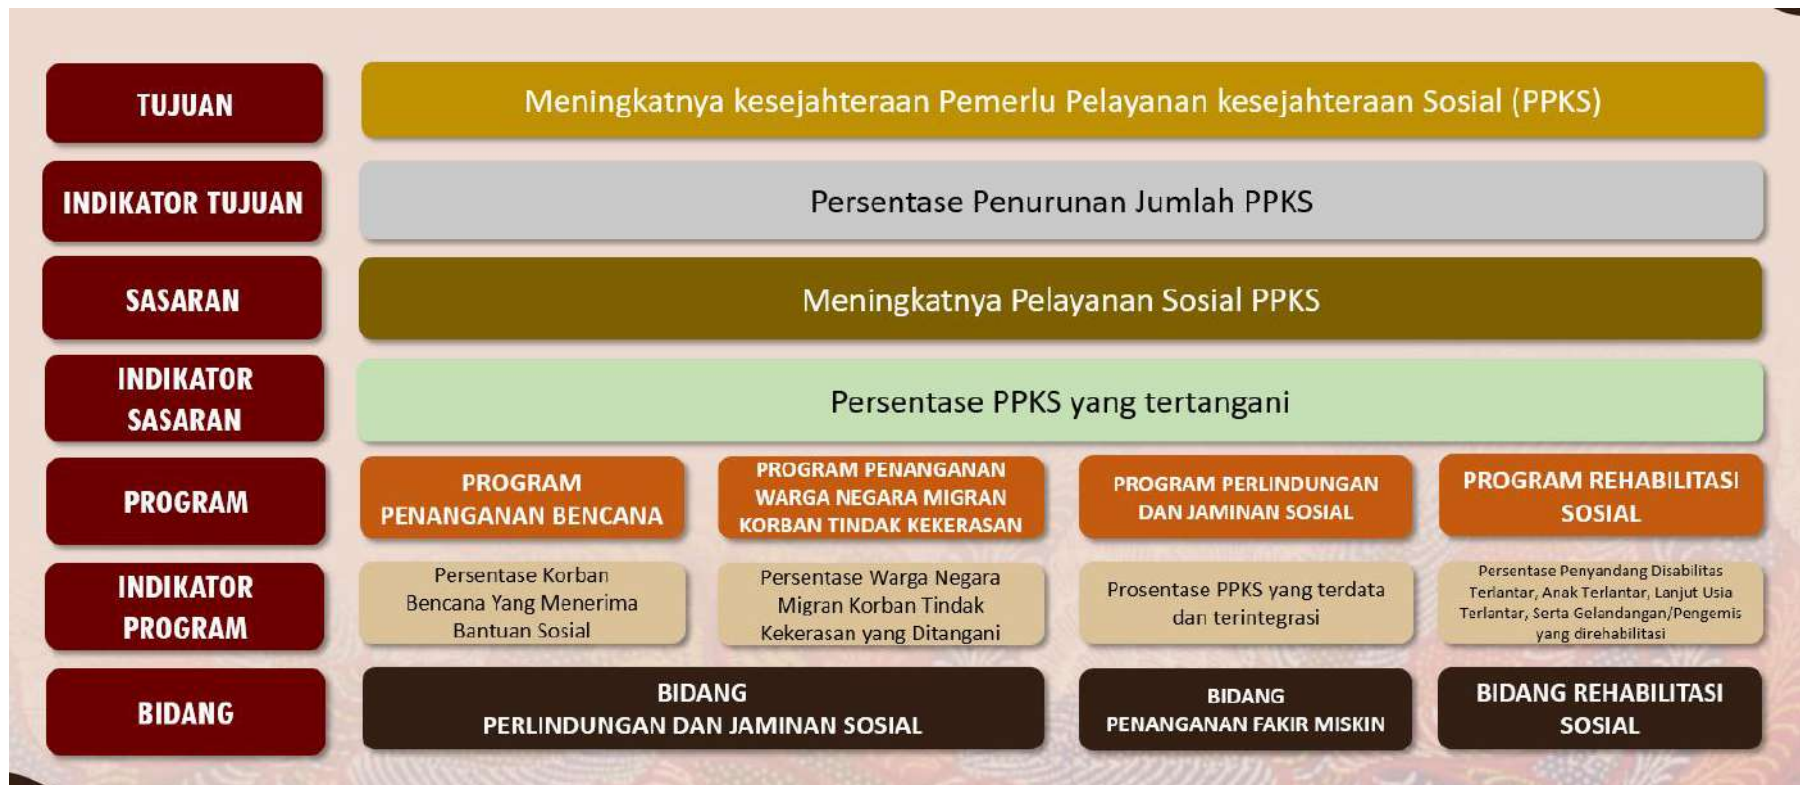 TUJUAN
Meningkatnya kesejahteraan Pemerlu Pelayanan kesejahteraan Sosial (PPKS)
INDIKATOR TUJUAN
Persentase Penurunan Jumlah PPKS
SASARAN
Meningkatnya Pelayanan Sosial PPKS
INDIKATOR
SASARAN
Persentase PPKS yang tertangani
PROGRAM
PROGRAM
PENANGANAN BENCANA
PROGRAM PENANGANAN
WARGA NEGARA MIGRAN
KORBAN TINDAK KEKERASAN
PROGRAM PERLINDUNGAN
DAN JAMINAN SOSIAL
PROGRAM REHABILITASI
SOSIAL
INDIKATOR
PROGRAM
Persentase Korban
Bencana Yang Menerima
Bantuan Sosial
Persentase Warga Negara
Migran Korban Tindak
Kekerasan yang Ditangani
Prosentase PPKS yang terdata
dan terintegrasi
Persentase Penyandang Disabilitas
Terlantar, Anak Terlantar, Lanjut Usia
Terlantar, Serta Gelandangan/Pengemis
yang direhabilitasi
BIDANG
BIDANG
PERLINDUNGAN DAN JAMINAN SOSIAL
BIDANG
PENANGANAN FAKIR MISKIN
BIDANG REHABILITASI
SOSIAL